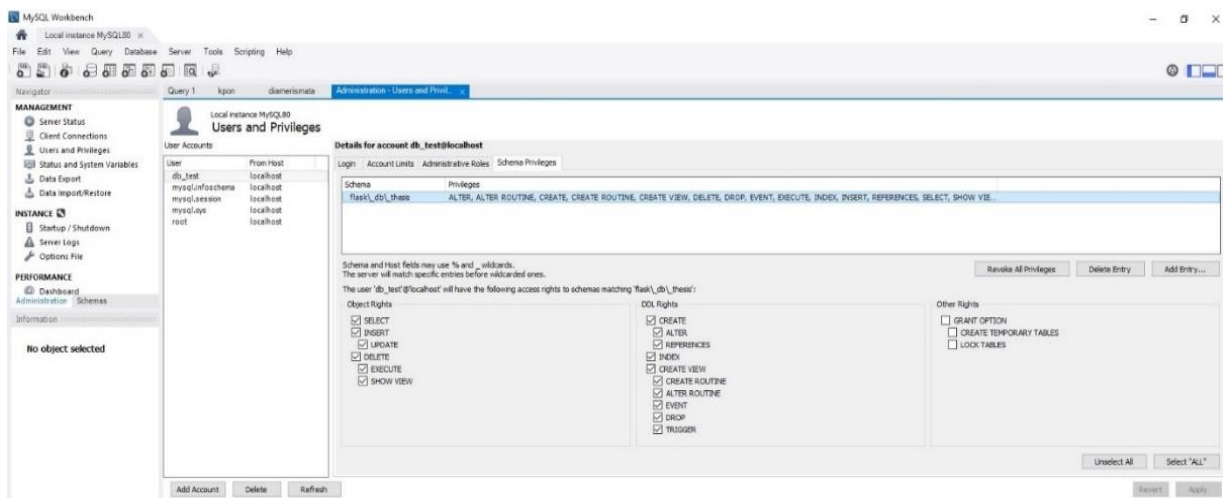 MySQL Workbench
Local instance MySQL80 ×
File Edit View Query Database Server Tools Scripting Help
Navigator
Query 1 kpon diamerismata Administration - Users and Privil... ×
MANAGEMENT
Server Status
Client Connections
Users and Privileges
Status and System Variables
Data Export
Data Import/Restore
INSTANCE
Startup / Shutdown
Server Logs
Options File
PERFORMANCE
Dashboard
Administration Schemas
Information
No object selected
Local instance MySQL80
Users and Privileges
User Accounts
User From Host
db_test localhost
mysql.infoschema localhost
mysql.session localhost
mysql.sys localhost
root localhost
Add Account Delete Refresh
Details for account db_test@localhost
Login Account Limits Administrative Roles Schema Privileges
Schema Privileges
flask\_db\_thesis ALTER, ALTER ROUTINE, CREATE, CREATE ROUTINE, CREATE VIEW, DELETE, DROP, EVENT, EXECUTE, INDEX, INSERT, REFERENCES, SELECT, SHOW VIE...
Schema and Host fields may use % and _ wildcards.
The server will match specific entries before wildcarded ones.
Revoke All Privileges Delete Entry Add Entry...
The user 'db_test'@'localhost' will have the following access rights to schemas matching 'flask\_db\_thesis':
Object Rights
SELECT
INSERT
UPDATE
DELETE
EXECUTE
SHOW VIEW
DDL Rights
CREATE
ALTER
REFERENCES
INDEX
CREATE VIEW
CREATE ROUTINE
ALTER ROUTINE
EVENT
DROP
TRIGGER
Other Rights
GRANT OPTION
CREATE TEMPORARY TABLES
LOCK TABLES
Unselect All Select "ALL"
Revert Apply